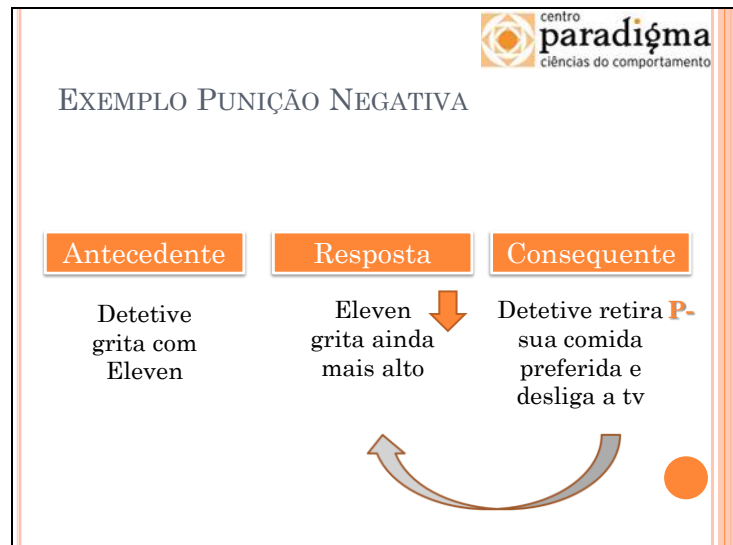 centro
paradigma
ciências do comportamento
EXEMPLO PUNIÇÃO NEGATIVA
Antecedente
Resposta
Consequente
Detetive
grita com
Eleven
Eleven
grita ainda
mais alto
Detetive retira P-
sua comida
preferida e
desliga a tv